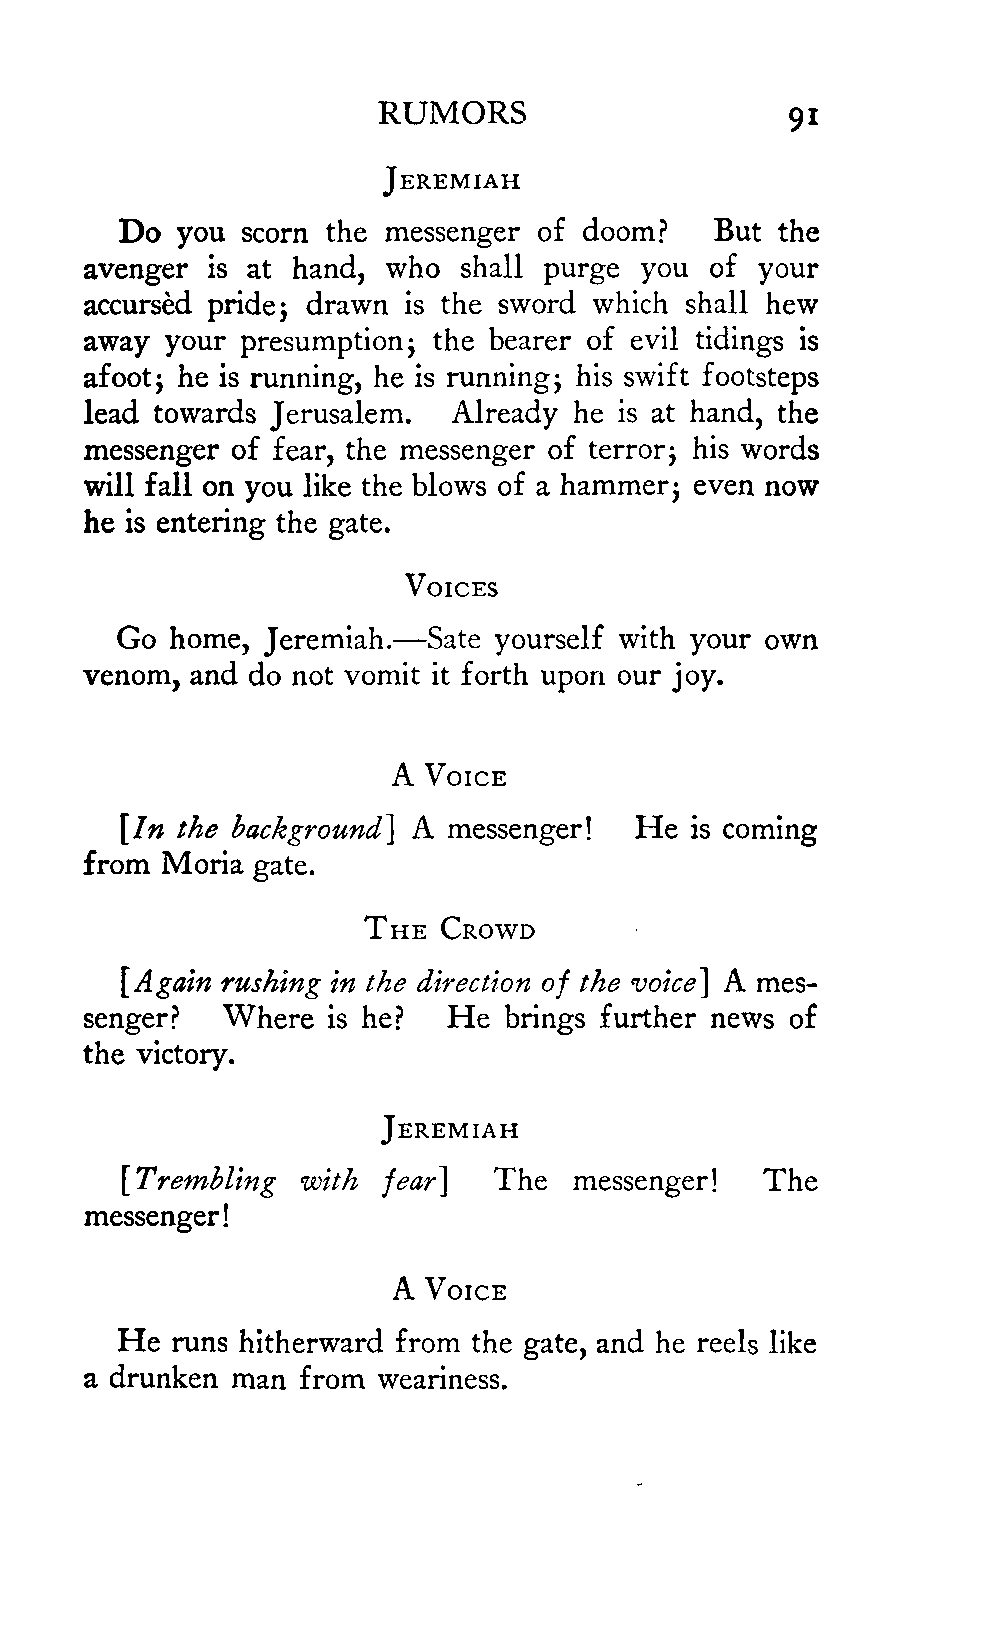 RUMORS 91
JEREMIAH
Do you scorn the messenger of doom? But the
avenger is at hand, who shall purge you of your
accursèd pride; drawn is the sword which shall hew
away your presumption; the bearer of evil tidings is
afoot; he is running, he is running; his swift footsteps
lead towards Jerusalem. Already he is at hand, the
messenger of fear, the messenger of terror; his words
will fall on you like the blows of a hammer; even now
he is entering the gate.
VOICES
Go home, Jeremiah.—Sate yourself with your own
venom, and do not vomit it forth upon our joy.
A VOICE
[In the background] A messenger! He is coming
from Moria gate.
THE CROWD
[Again rushing in the direction of the voice] A mes-
senger? Where is he? He brings further news of
the victory.
JEREMIAH
[Trembling with fear] The messenger! The
messenger!
A VOICE
He runs hitherward from the gate, and he reels like
a drunken man from weariness.